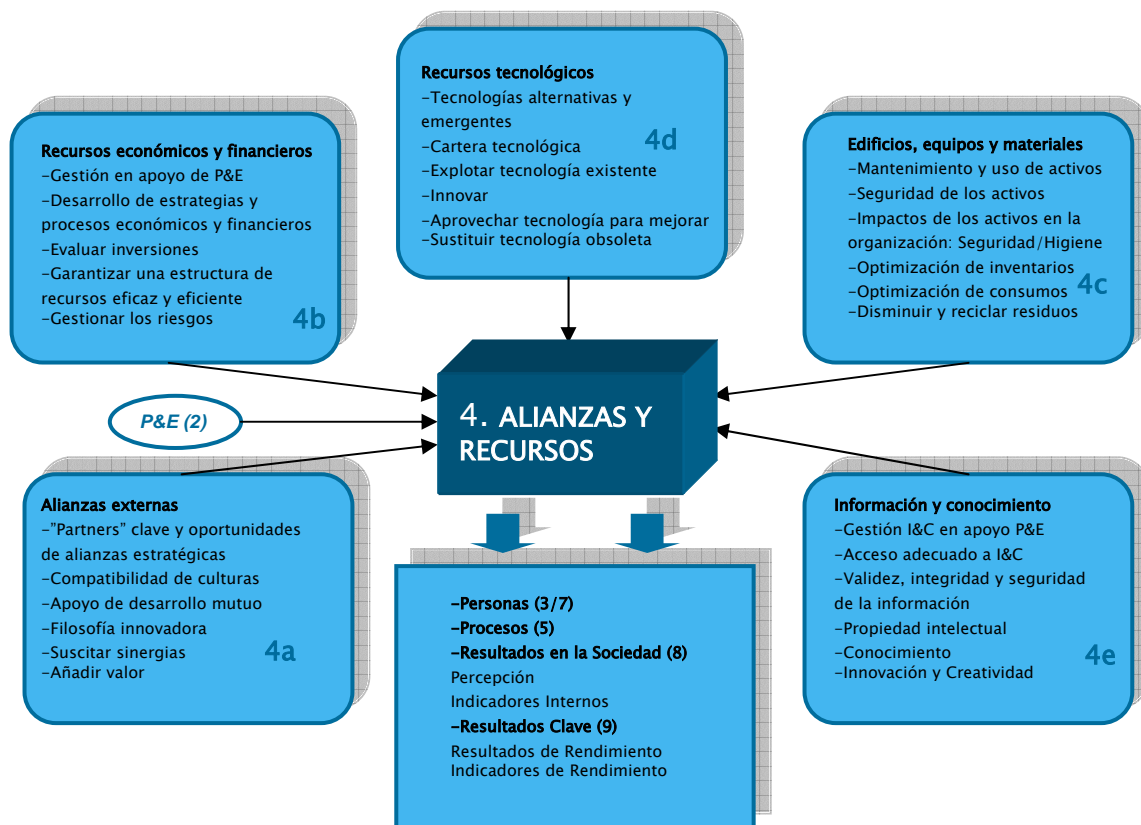 Recursos tecnológicos
-Tecnologías alternativas y
emergentes
-Cartera tecnológica
-Explotar tecnología existente
-Innovar
-Aprovechar tecnología para mejorar
-Sustituir tecnología obsoleta
4d
Recursos económicos y financieros
-Gestión en apoyo de P&E
-Desarrollo de estrategias y
procesos económicos y financieros
-Evaluar inversiones
-Garantizar una estructura de
recursos eficaz y eficiente
-Gestionar los riesgos
4b
Edificios, equipos y materiales
-Mantenimiento y uso de activos
-Seguridad de los activos
-Impactos de los activos en la
organización: Seguridad/Higiene
-Optimización de inventarios
-Optimización de consumos
-Disminuir y reciclar residuos
4c
P&E (2)
4. ALIANZAS Y
RECURSOS
Alianzas externas
-"Partners" clave y oportunidades
de alianzas estratégicas
-Compatibilidad de culturas
-Apoyo de desarrollo mutuo
-Filosofía innovadora
-Suscitar sinergias
-Añadir valor
4a
Información y conocimiento
-Gestión I&C en apoyo P&E
-Acceso adecuado a I&C
-Validez, integridad y seguridad
de la información
-Propiedad intelectual
-Conocimiento
-Innovación y Creatividad
4e
-Personas (3/7)
-Procesos (5)
-Resultados en la Sociedad (8)
Percepción
Indicadores Internos
-Resultados Clave (9)
Resultados de Rendimiento
Indicadores de Rendimiento